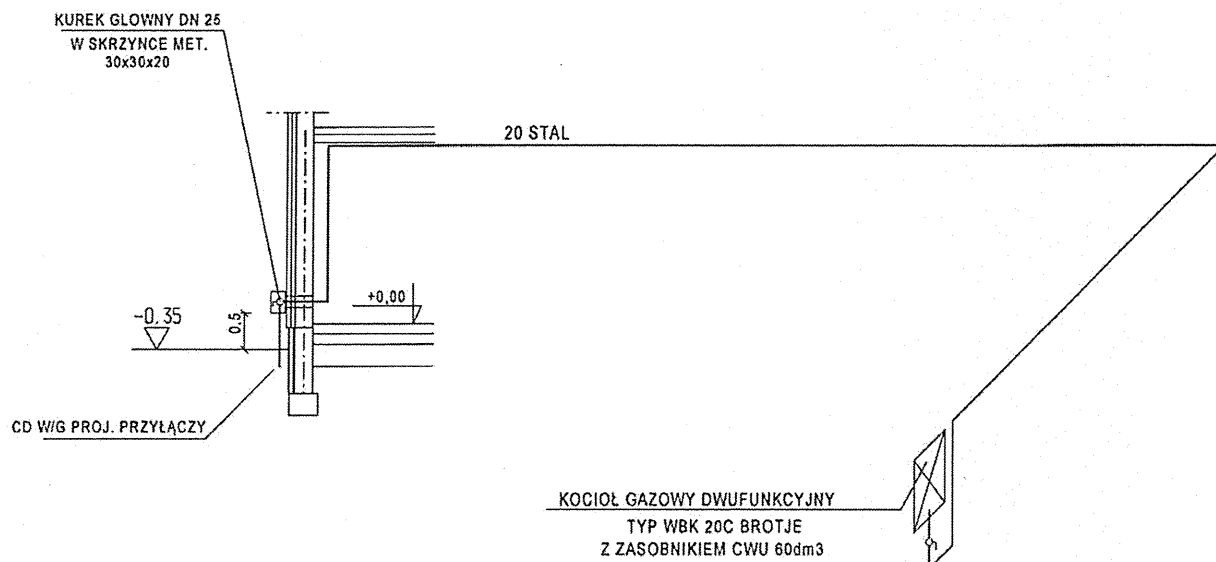 KUREK GLOWNY DN 25
W SKRZYNCE MET.
30x30x20
20 STAL
+0,00
-0.35
0.5
CD W/G PROJ. PRZYŁĄCZY
KOCIOŁ GAZOWY DWUFUNKCYJNY
TYP WBK 20C BROTJE
Z ZASOBNIKIEM CWU 60dm3